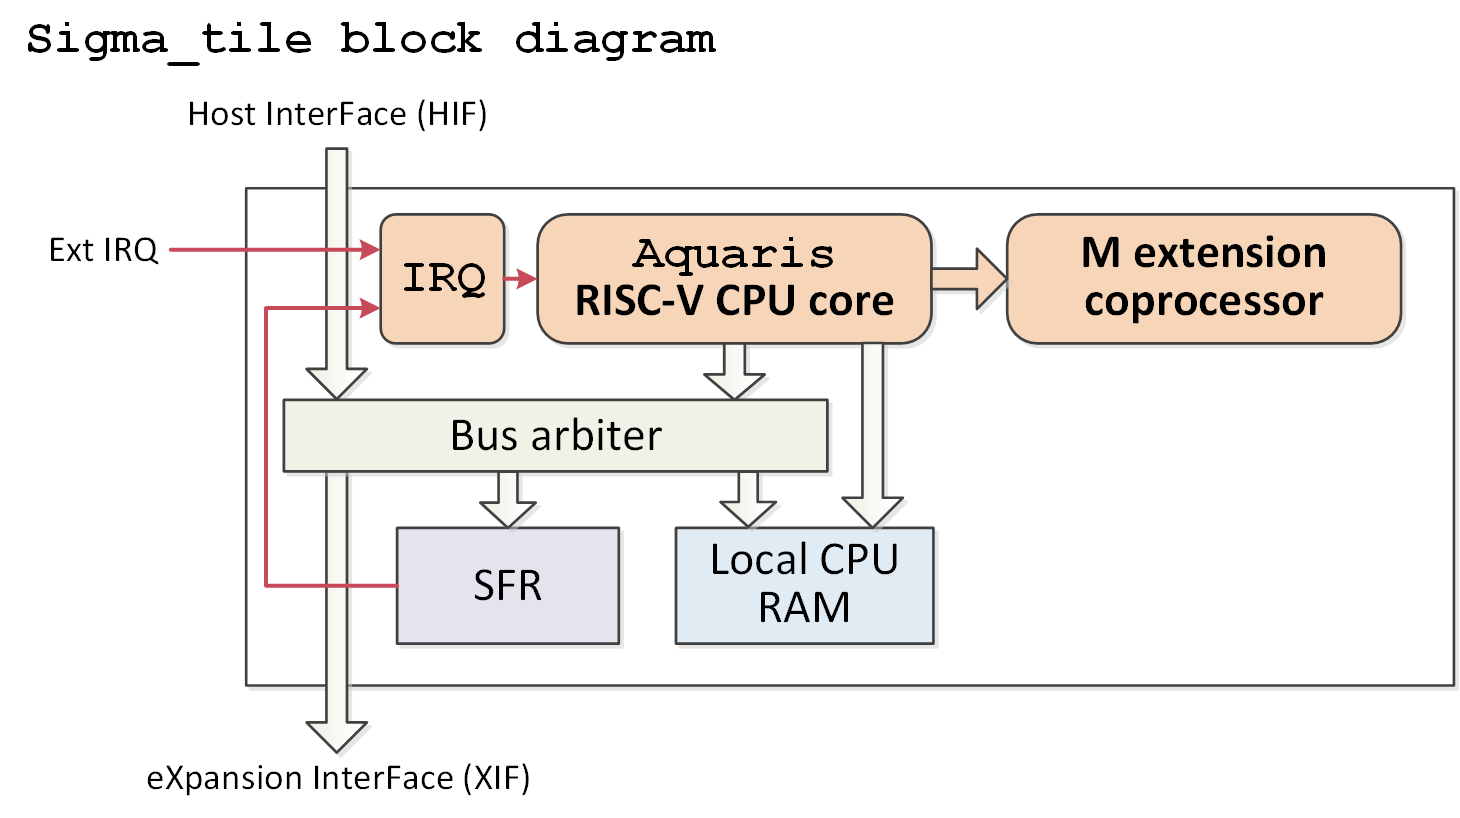 Sigma_tile block diagram
Host InterFace (HIF)
Ext IRQ
IRQ
Aquaris
RISC-V CPU core
M extension
coprocessor
Bus arbiter
SFR
Local CPU
RAM
eXpansion InterFace (XIF)